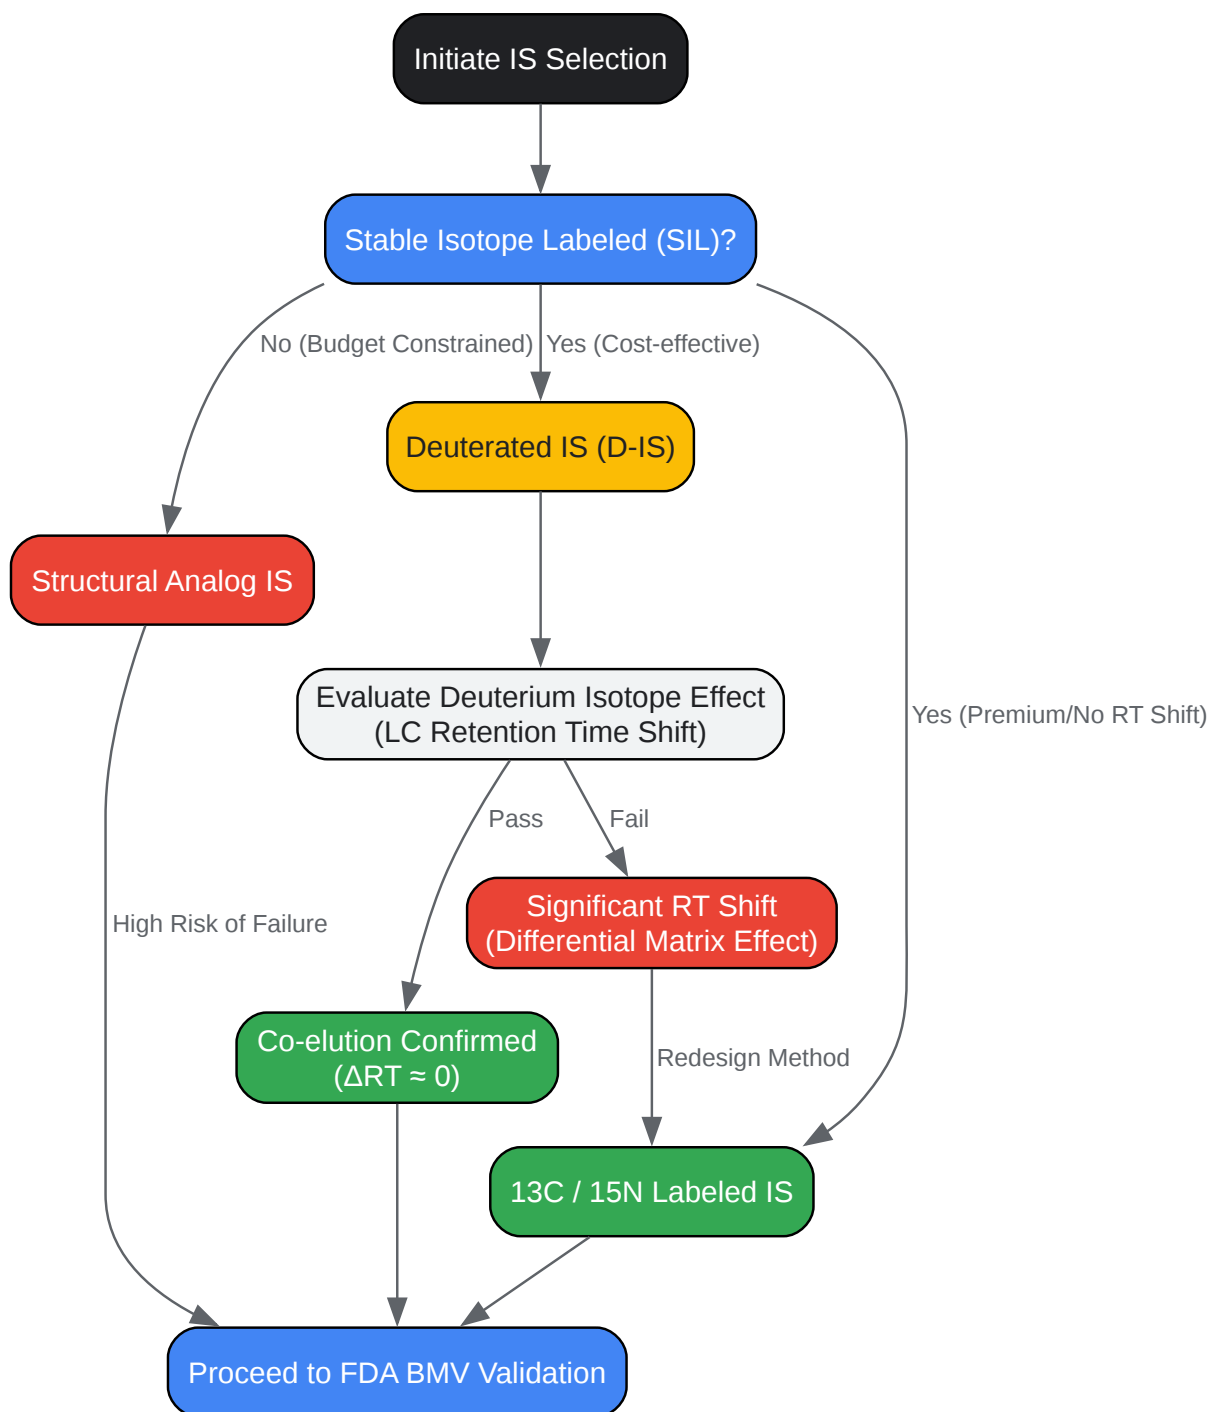 Initiate IS Selection
Stable Isotope Labeled (SIL)?
No (Budget Constrained)
Yes (Cost-effective)
Deuterated IS (D-IS)
Structural Analog IS
Evaluate Deuterium Isotope Effect
(LC Retention Time Shift)
Yes (Premium/No RT Shift)
Pass
Fail
Significant RT Shift
(Differential Matrix Effect)
High Risk of Failure
Co-elution Confirmed
(ΔRT ≈ 0)
Redesign Method
13C / 15N Labeled IS
Proceed to FDA BMV Validation